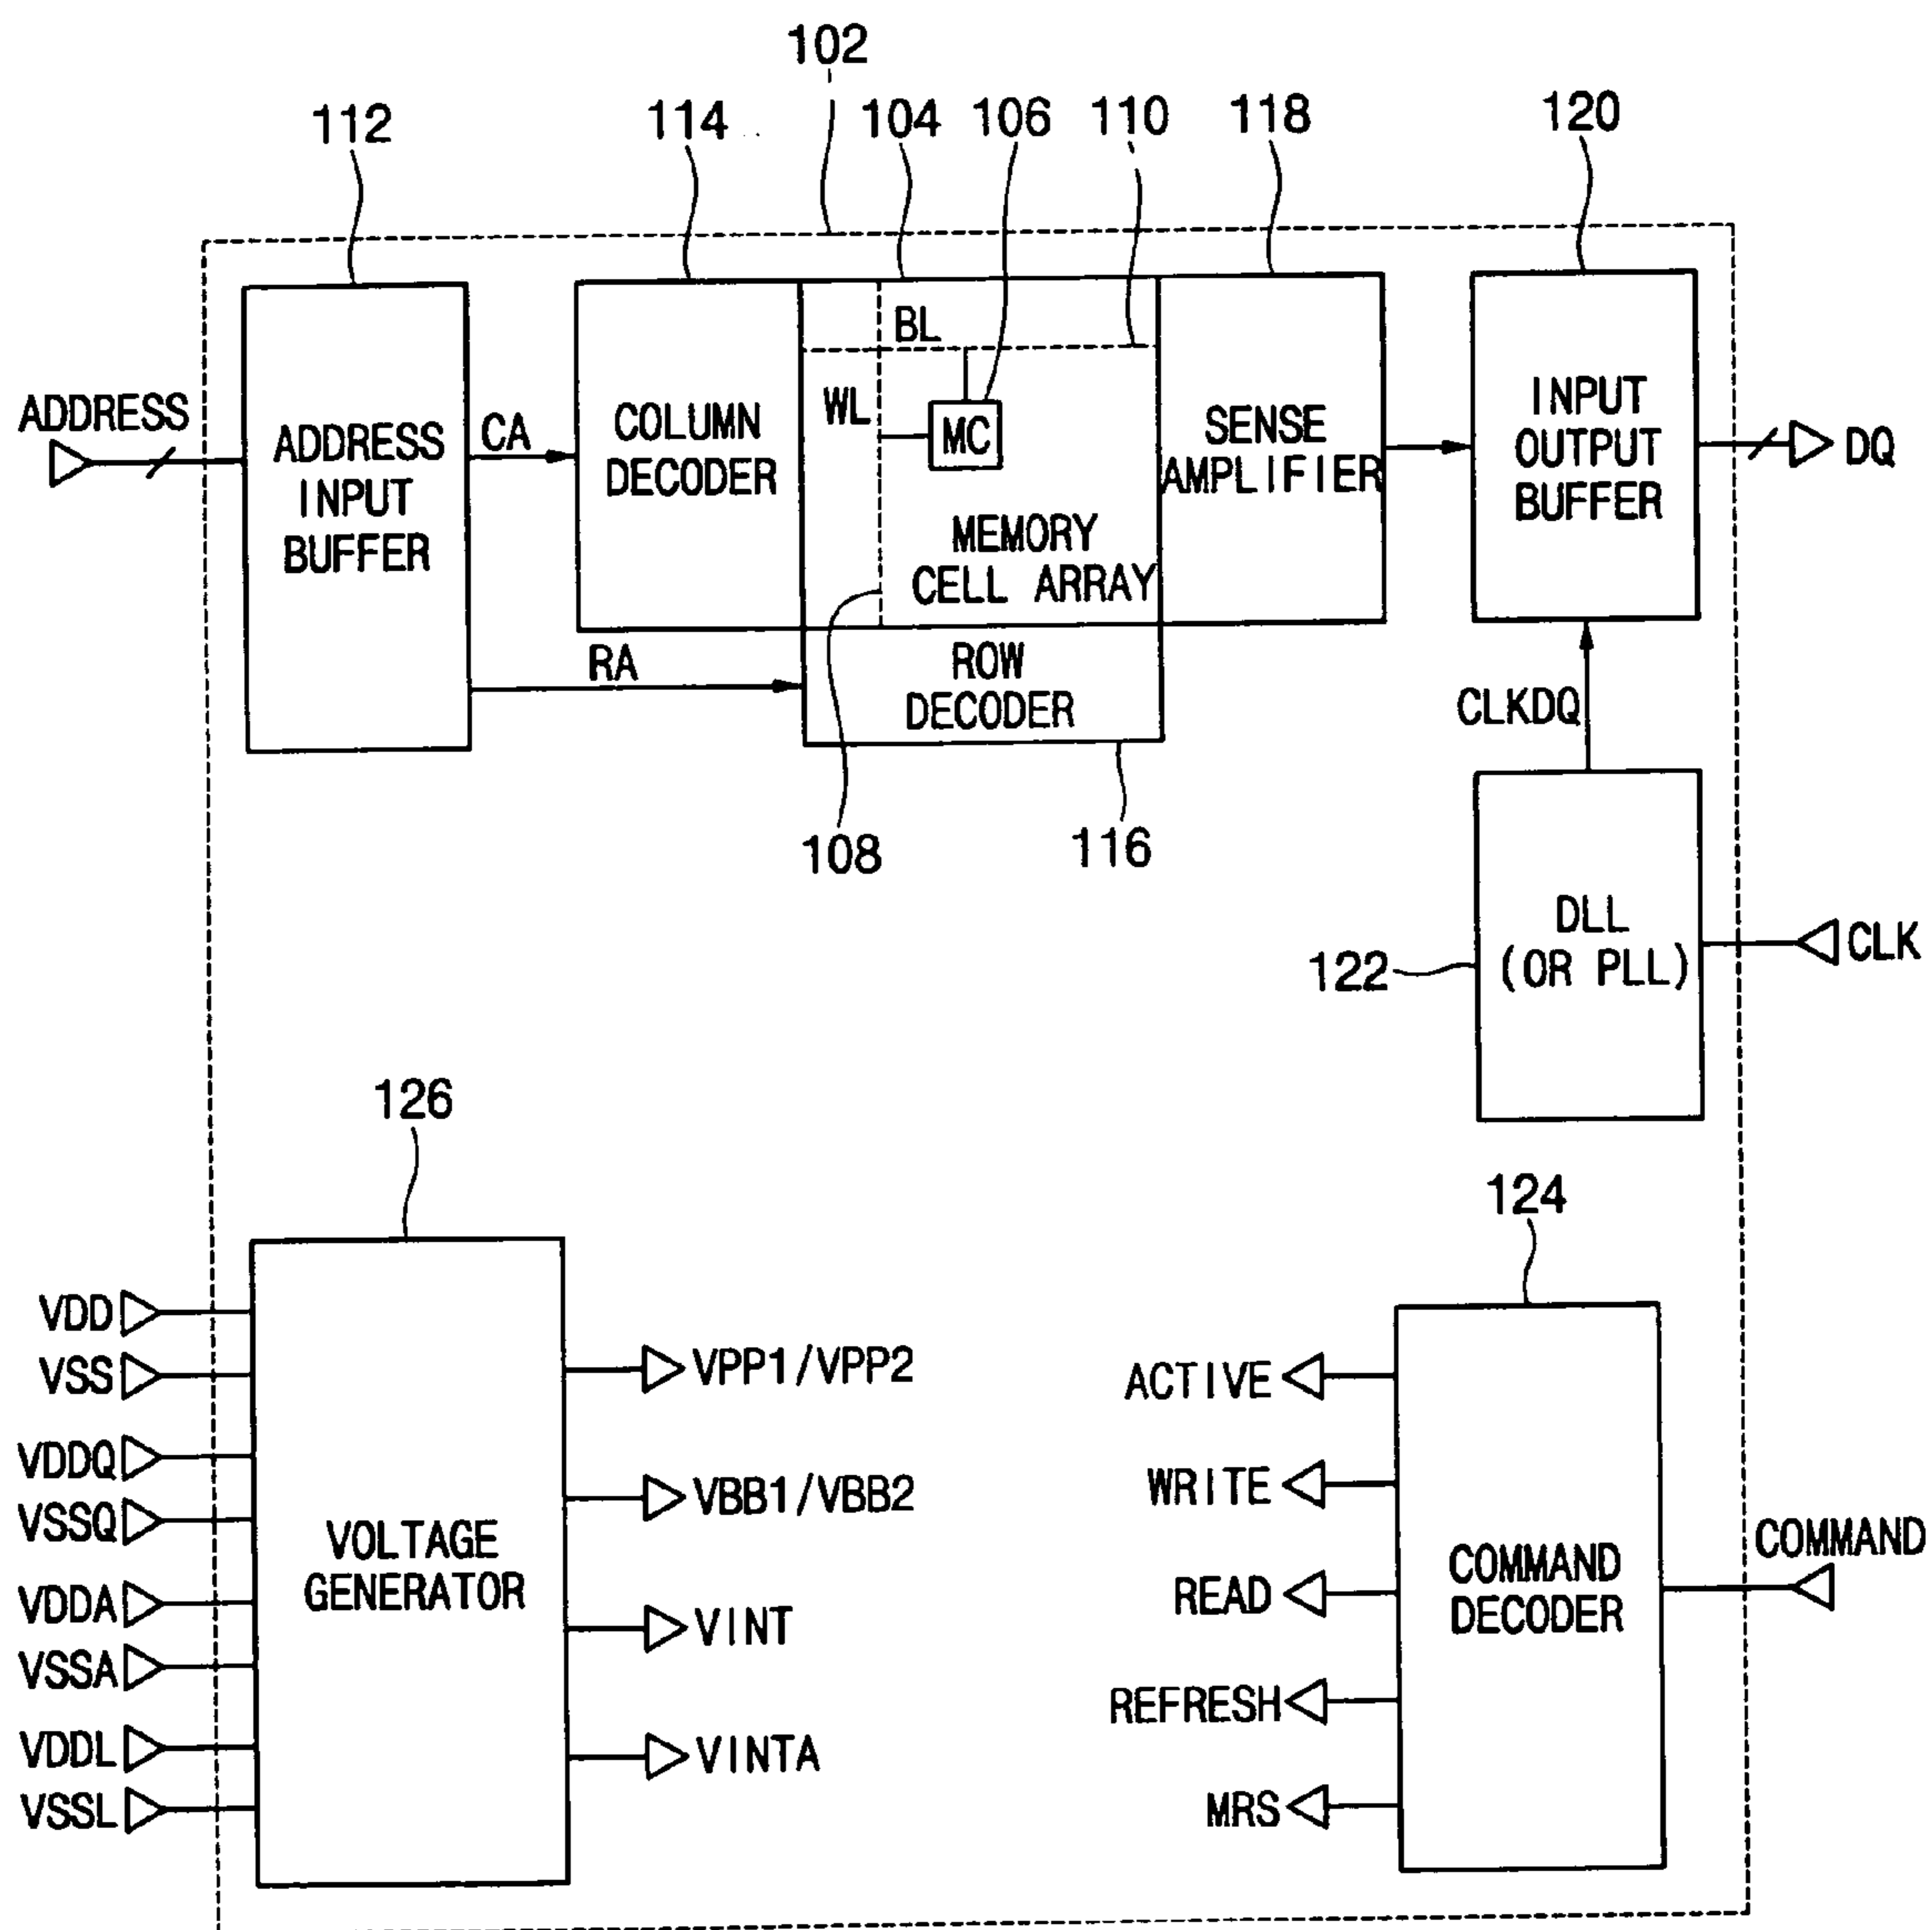 102
112
114
104
106
110
118
120
ADDRESS
ADDRESS
INPUT
BUFFER
CA
RA
COLUMN
DECODER
BL
WL
MC
MEMORY
CELL ARRAY
ROW
DECODER
SENSE
AMPLIFIER
INPUT
OUTPUT
BUFFER
DQ
CLKDQ
108
116
DLL
(OR PLL)
122
CLK
126
124
VDD
VSS
VDDQ
VSSQ
VDDA
VSSA
VDDL
VSSL
VOLTAGE
GENERATOR
VPP1/VPP2
VBB1/VBB2
VINT
VINTA
ACTIVE
WRITE
READ
REFRESH
MRS
COMMAND
DECODER
COMMAND